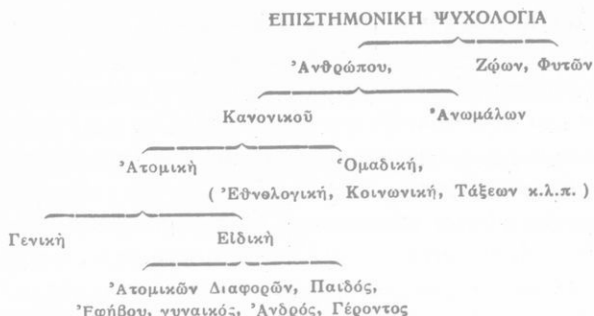 ΕΠΙΣΤΗΜΟΝΙΚΗ ΨΥΧΟΛΟΓΙΑ
Ἀνθρώπου, Ζῴων, Φυτῶν
Κανονικοῦ Ἀνωμάλων
Ἀτομικὴ Ὁμαδική,
( Ἐθνολογική, Κοινωνική, Τάξεων κ.λ.π. )
Γενικὴ Εἰδικὴ
Ἀτομικῶν Διαφορῶν, Παιδός,
Ἐφήβου, γυναικός, Ἀνδρός, Γέροντος